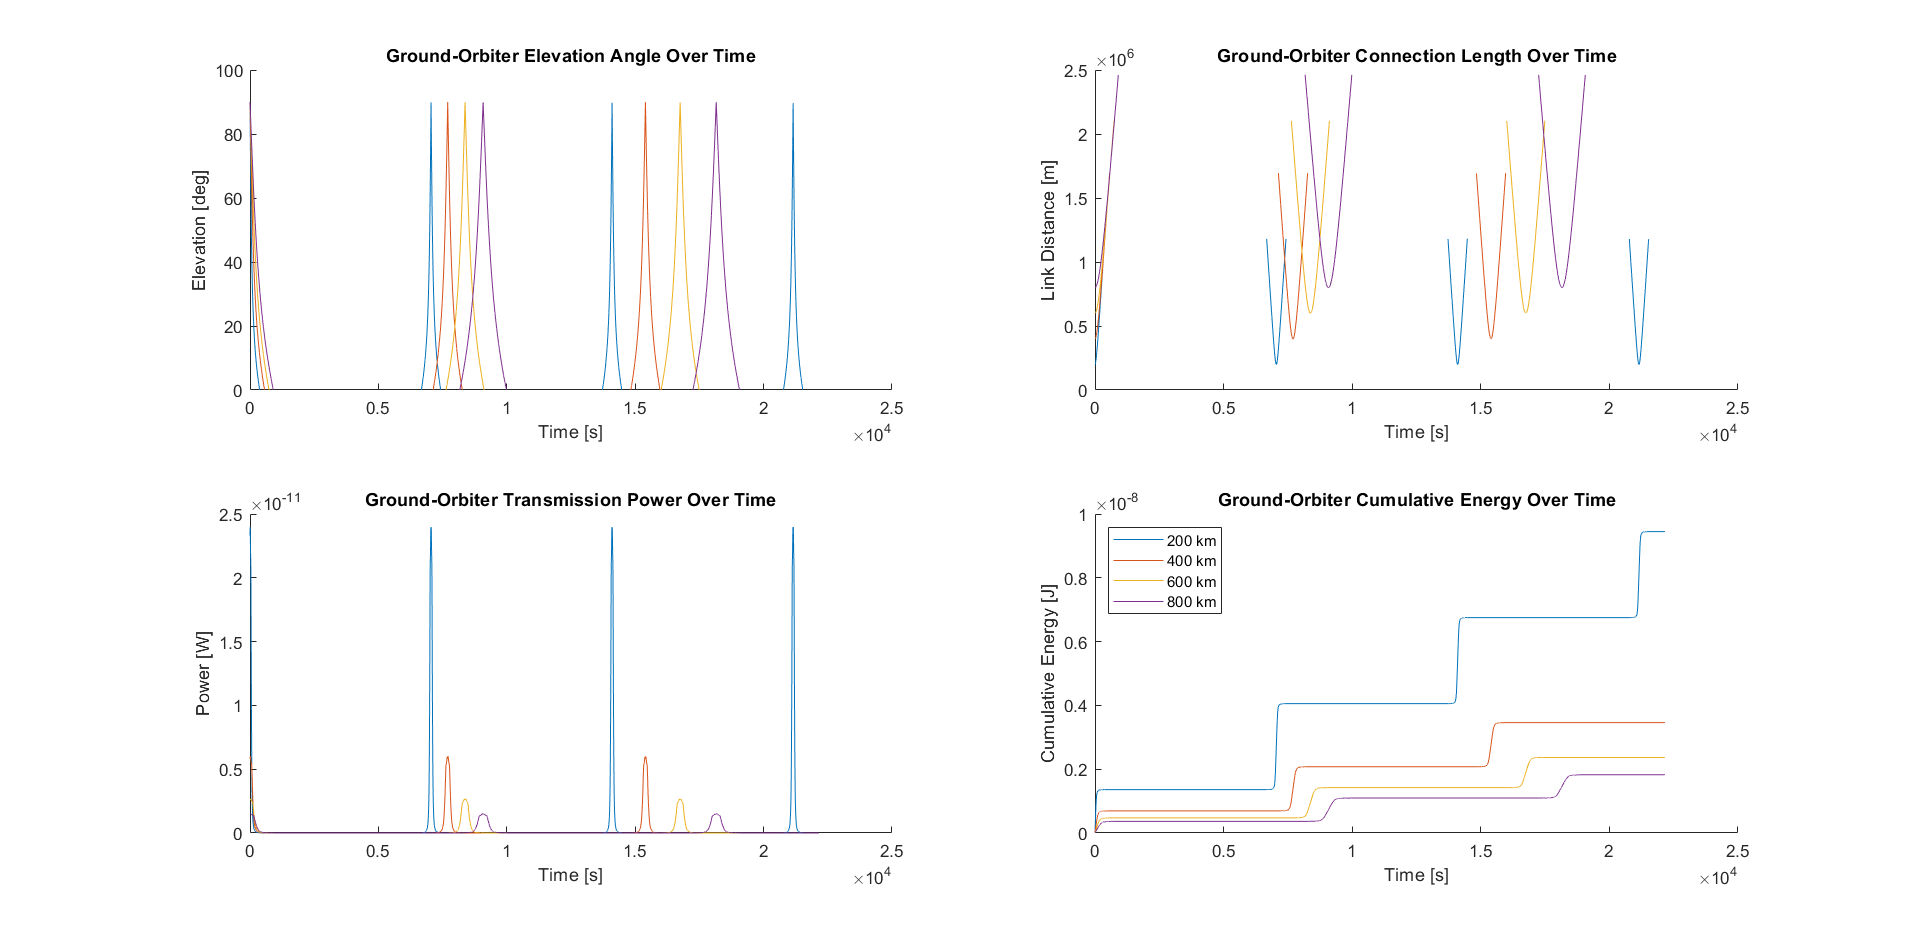 Ground-Orbiter Elevation Angle Over Time
100
80
60
40
20
0
Elevation [deg]
0 0.5 1 1.5 2 2.5
Time [s]
×10^4
Ground-Orbiter Connection Length Over Time
×10^6
2.5
2
1.5
1
0.5
0
Link Distance [m]
0 0.5 1 1.5 2 2.5
Time [s]
×10^4
Ground-Orbiter Transmission Power Over Time
×10^-11
2.5
2
1.5
1
0.5
0
Power [W]
0 0.5 1 1.5 2 2.5
Time [s]
×10^4
Ground-Orbiter Cumulative Energy Over Time
×10^-8
1
0.8
0.6
0.4
0.2
0
Cumulative Energy [J]
200 km
400 km
600 km
800 km
0 0.5 1 1.5 2 2.5
Time [s]
×10^4